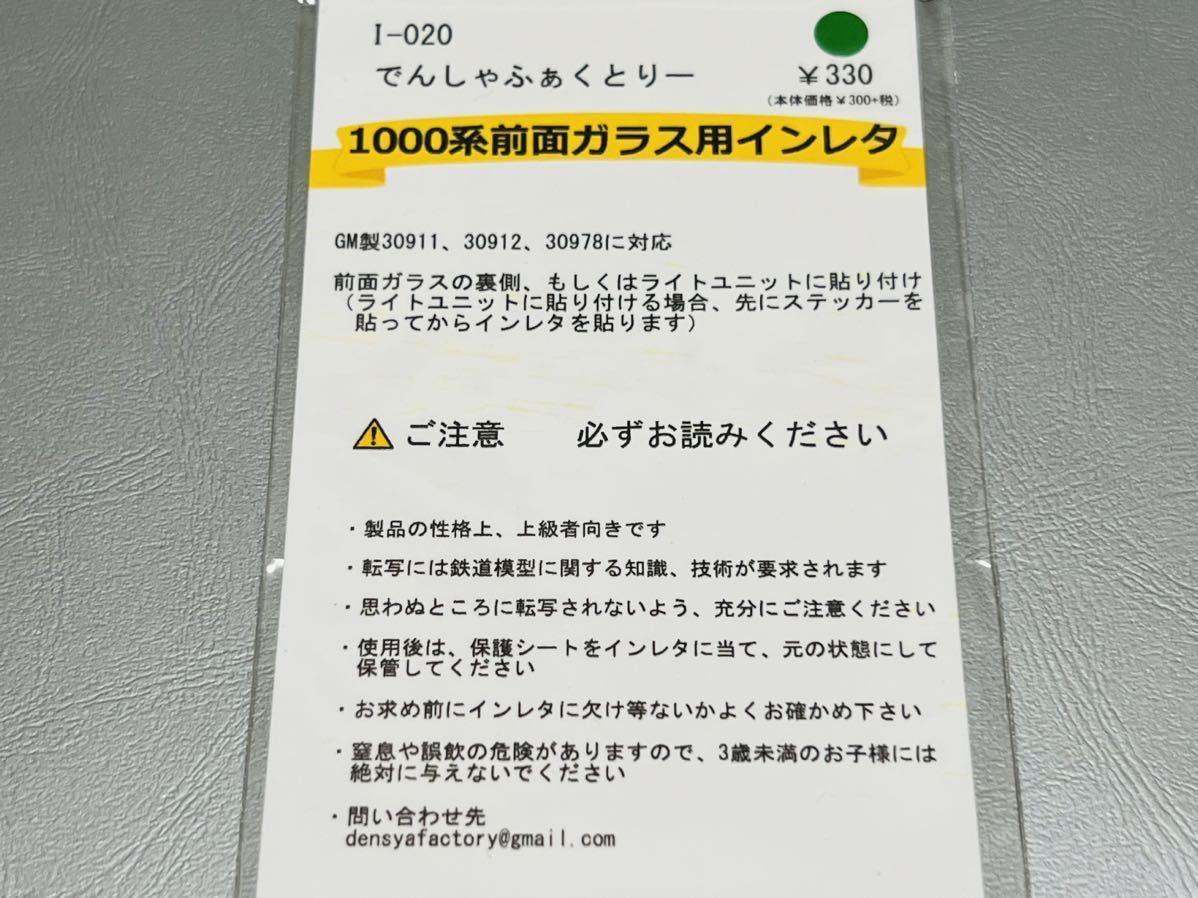 I-020
でんしゃふぁくとりー
¥330
(本体価格¥300+税)
1000系前面ガラス用インレタ
GM製30911、30912、30978に対応
前面ガラスの裏側、もしくはライトユニットに貼り付け
（ライトユニットに貼り付ける場合、先にステッカーを
貼ってからインレタを貼ります）
ご注意 必ずお読みください
・製品の性格上、上級者向きです
・転写には鉄道模型に関する知識、技術が要求されます
・思わぬところに転写されないよう、充分にご注意ください
・使用後は、保護シートをインレタに当て、元の状態にして
保管してください
・お求め前にインレタに欠け等ないかよくお確かめ下さい
・窒息や誤飲の危険がありますので、3歳未満のお子様には
絶対に与えないでください
・問い合わせ先
densyafactory@gmail.com